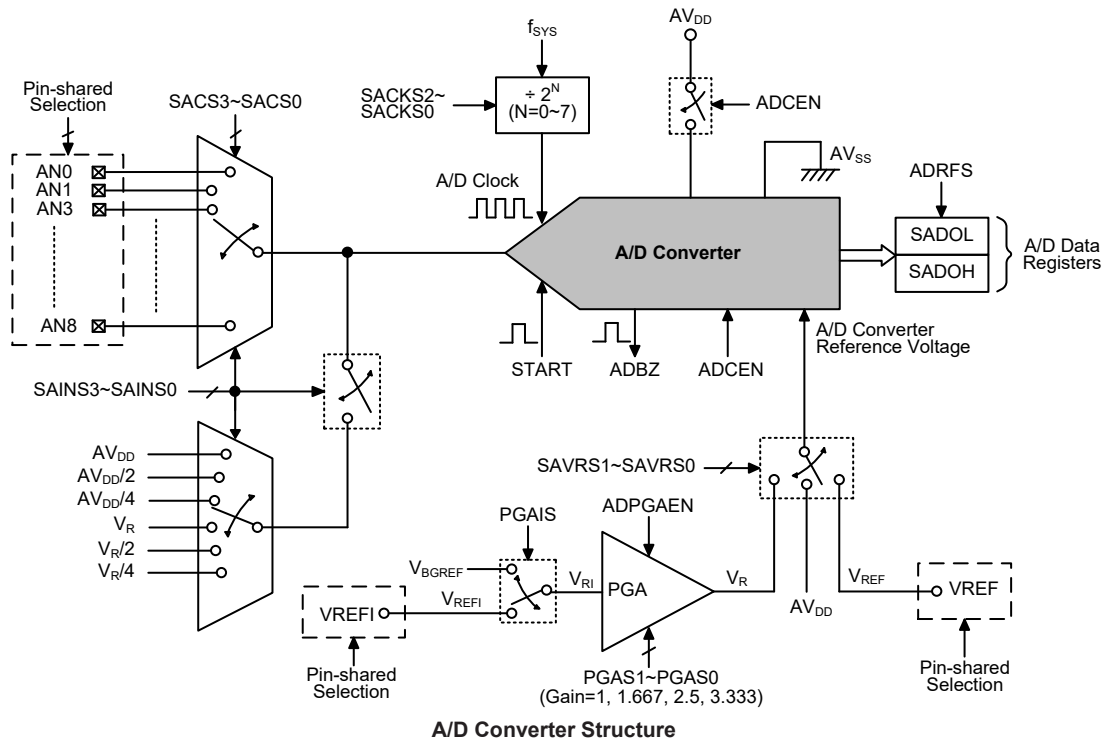 AV_DD
f_SYS
Pin-shared
Selection
SACS3~SACS0
SACKS2~
SACKS0
÷ 2^N
(N=0~7)
ADCEN
AN0
AN1
AN3
AN8
A/D Clock
AV_SS
ADRFS
A/D Converter
SADOL
SADOH
A/D Data
Registers
START
ADBZ
ADCEN
A/D Converter
Reference Voltage
SAINS3~SAINS0
AV_DD
AV_DD/2
AV_DD/4
V_R
V_R/2
V_R/4
SAVRS1~SAVRS0
PGAIS
ADPGAEN
V_BGREF
V_REFI
V_RI
PGA
V_R
AV_DD
V_REF
VREF
VREFI
Pin-shared
Selection
PGAS1~PGAS0
(Gain=1, 1.667, 2.5, 3.333)
Pin-shared
Selection
A/D Converter Structure